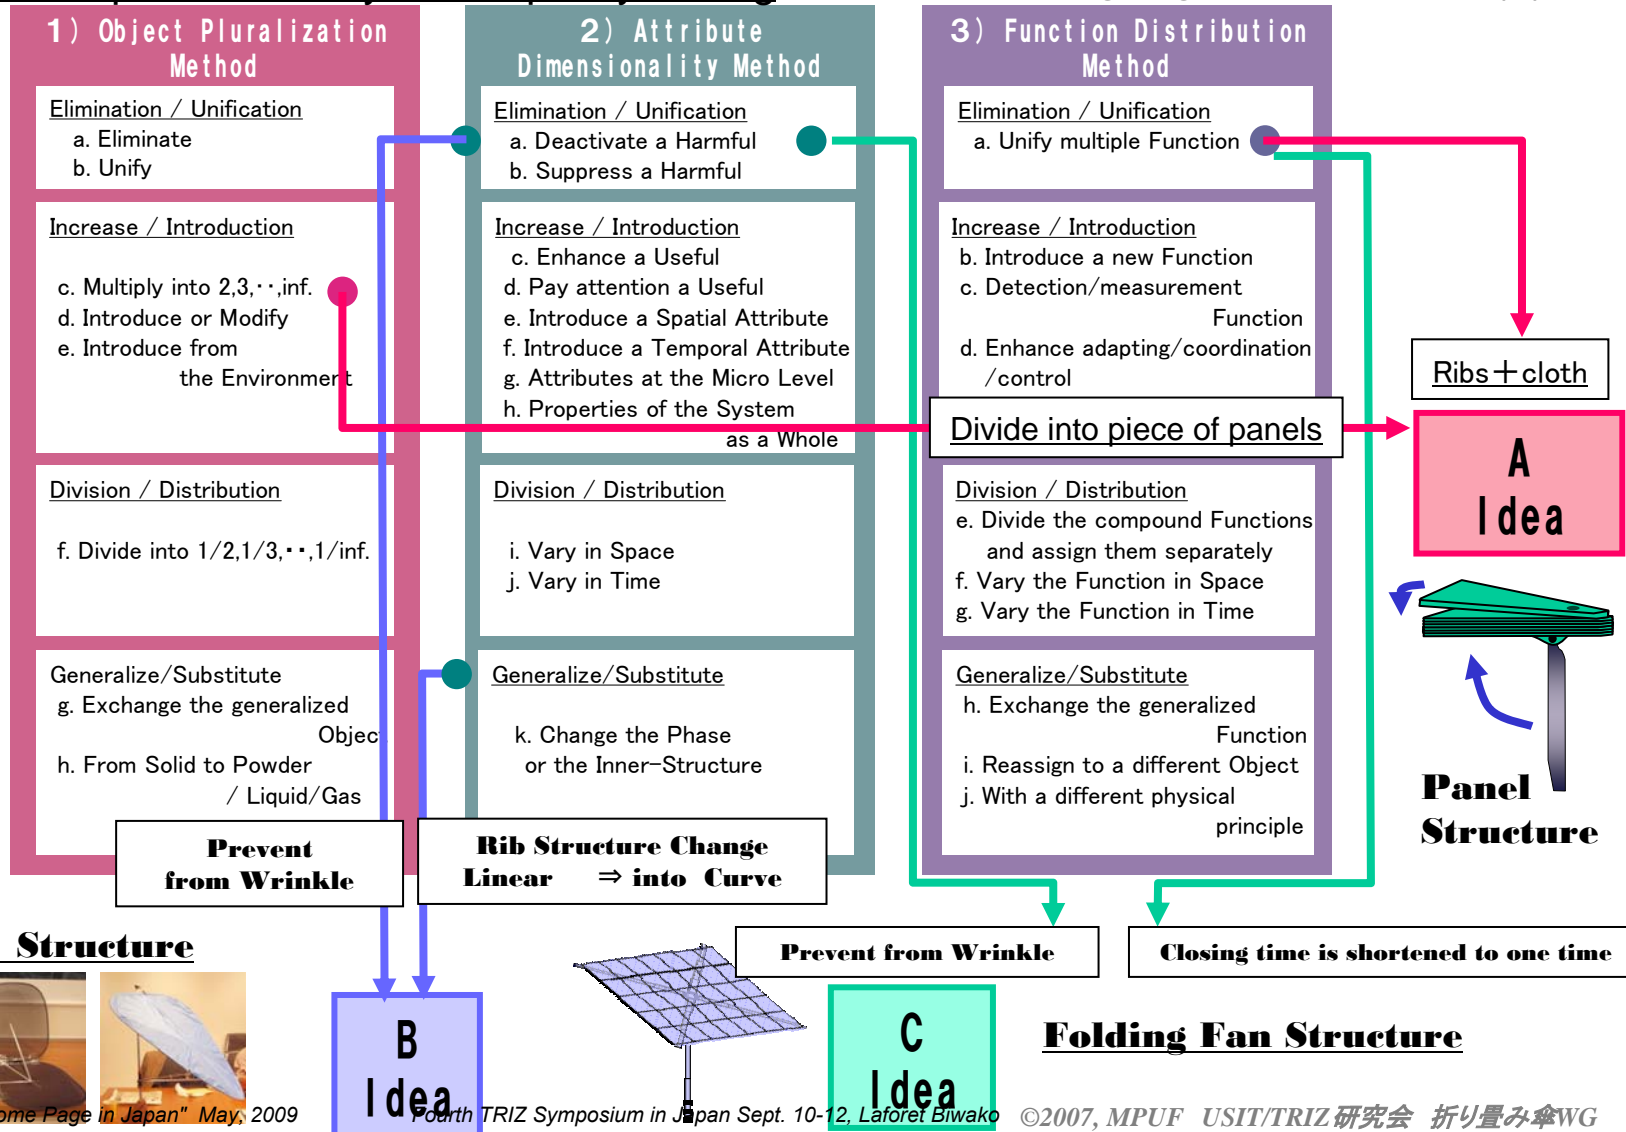 1) Object Pluralization
Method
Elimination / Unification
a. Eliminate
b. Unify
Increase / Introduction
c. Multiply into 2,3,・・,inf.
d. Introduce or Modify
e. Introduce from
the Environment
Division / Distribution
f. Divide into 1/2,1/3,・・,1/inf.
Generalize/Substitute
g. Exchange the generalized
Object
h. From Solid to Powder
/ Liquid/Gas
2) Attribute
Dimensionality Method
Elimination / Unification
a. Deactivate a Harmful
b. Suppress a Harmful
Increase / Introduction
c. Enhance a Useful
d. Pay attention a Useful
e. Introduce a Spatial Attribute
f. Introduce a Temporal Attribute
g. Attributes at the Micro Level
h. Properties of the System
as a Whole
Division / Distribution
i. Vary in Space
j. Vary in Time
Generalize/Substitute
k. Change the Phase
or the Inner-Structure
3) Function Distribution
Method
Elimination / Unification
a. Unify multiple Function
Increase / Introduction
b. Introduce a new Function
c. Detection/measurement
Function
d. Enhance adapting/coordination
/control
Divide into piece of panels
Division / Distribution
e. Divide the compound Functions
and assign them separately
f. Vary the Function in Space
g. Vary the Function in Time
Generalize/Substitute
h. Exchange the generalized
Function
i. Reassign to a different Object
j. With a different physical
principle
Ribs+cloth
A
Idea
Panel
Structure
Prevent
from Wrinkle
Rib Structure Change
Linear ⇒ into Curve
Structure
B
Idea
Prevent from Wrinkle
Closing time is shortened to one time
C
Idea
Folding Fan Structure
ome Page in Japan" May, 2009
Fourth TRIZ Symposium in Japan Sept. 10-12, Laforet Biwako
©2007, MPUF USIT/TRIZ研究会 折り畳み傘WG